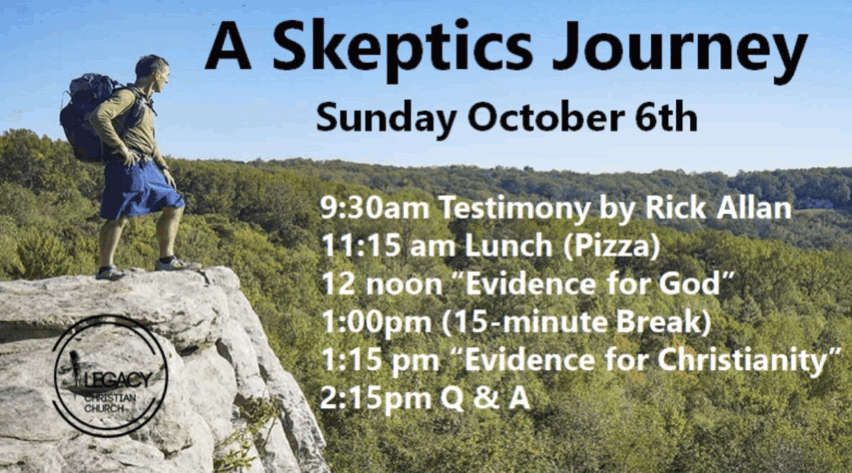 A Skeptics Journey
Sunday October 6th
9:30am Testimony by Rick Allan
11:15 am Lunch (Pizza)
12 noon “Evidence for God”
1:00pm (15-minute Break)
1:15 pm “Evidence for Christianity”
2:15pm Q & A
LEGACY
CHRISTIAN
CHURCH